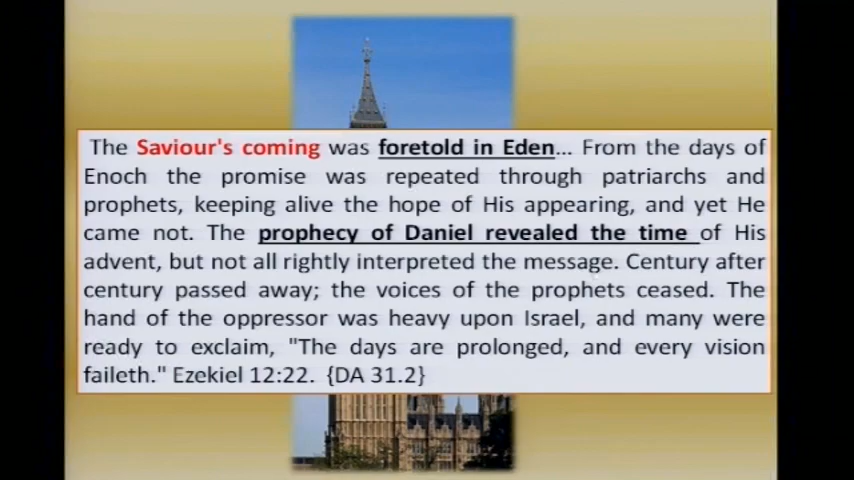 The Saviour's coming was foretold in Eden... From the days of
Enoch the promise was repeated through patriarchs and
prophets, keeping alive the hope of His appearing, and yet He
came not. The prophecy of Daniel revealed the time of His
advent, but not all rightly interpreted the message. Century after
century passed away; the voices of the prophets ceased. The
hand of the oppressor was heavy upon Israel, and many were
ready to exclaim, "The days are prolonged, and every vision
faileth." Ezekiel 12:22. {DA 31.2}